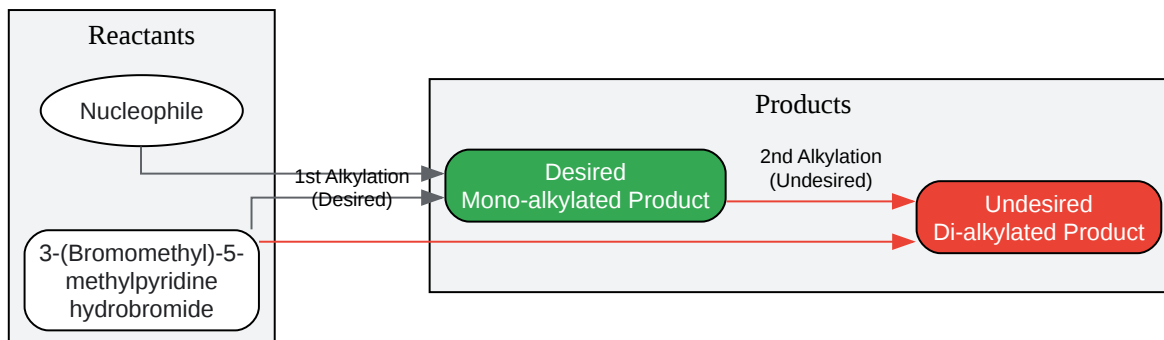 Reactants
Nucleophile
3-(Bromomethyl)-5-
methylpyridine
hydrobromide
1st Alkylation
(Desired)
Products
Desired
Mono-alkylated Product
2nd Alkylation
(Undesired)
Undesired
Di-alkylated Product